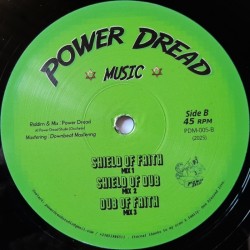 POWER DREAD
MUSIC
Riddim & Mix: Power Dread
Mastering: Downbeat Mastering
Side B
45 RPM
PDM-005-B
(2025)
SHIELD OF FAITH
MIX 1
SHIELD OF DUB
MIX 2
DUB OF FAITH
MIX 3